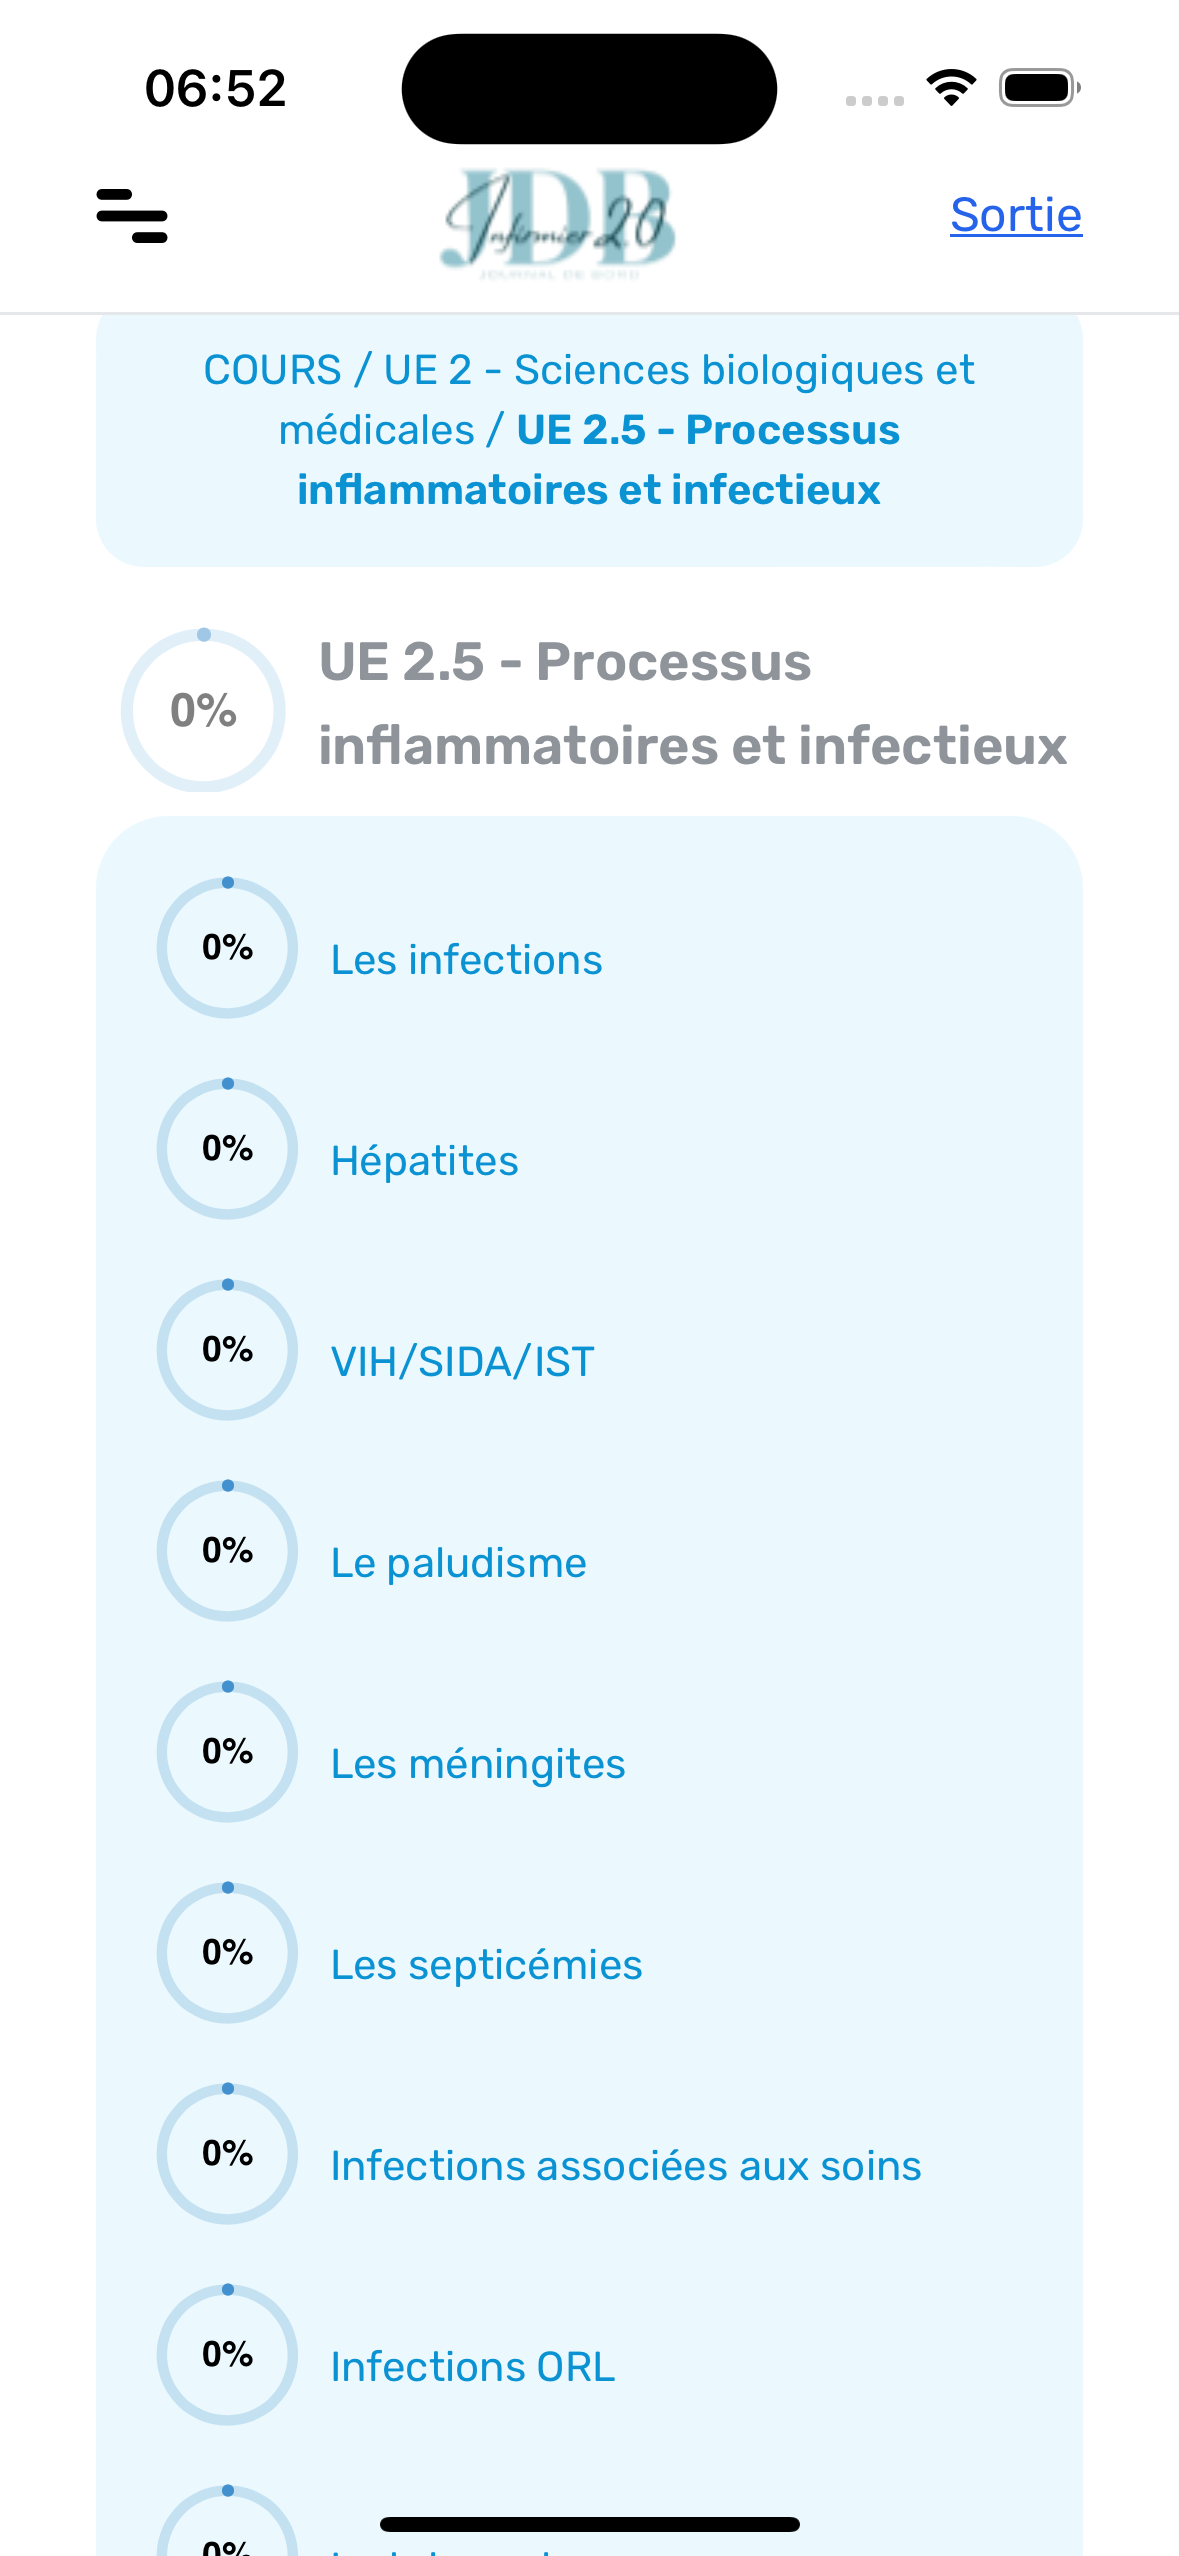 06:52
JDB
Infirmier 2.0
JOURNAL DE BORD
Sortie
COURS / UE 2 - Sciences biologiques et
médicales / UE 2.5 - Processus
inflammatoires et infectieux
0%
UE 2.5 - Processus
inflammatoires et infectieux
0%
Les infections
0%
Hépatites
0%
VIH/SIDA/IST
0%
Le paludisme
0%
Les méningites
0%
Les septicémies
0%
Infections associées aux soins
0%
Infections ORL
0%